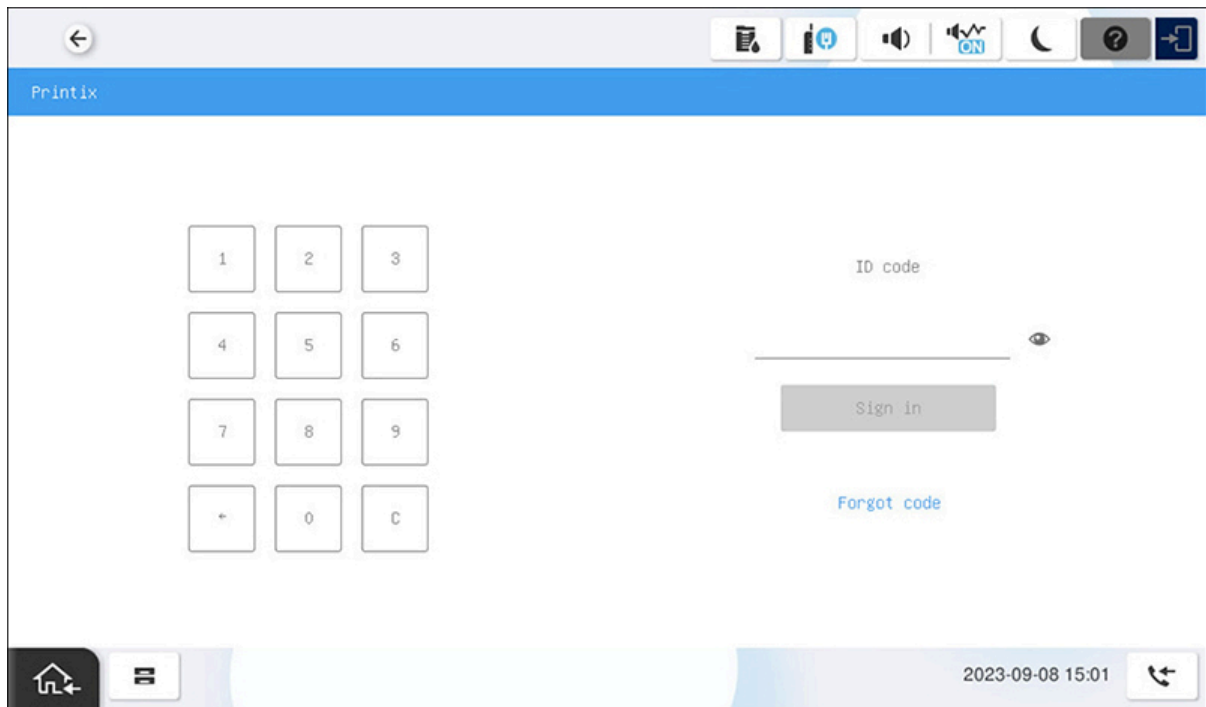 ON
?
Printix
1 2 3
4 5 6
7 8 9
← 0 C
ID code
Sign in
Forgot code
2023-09-08 15:01